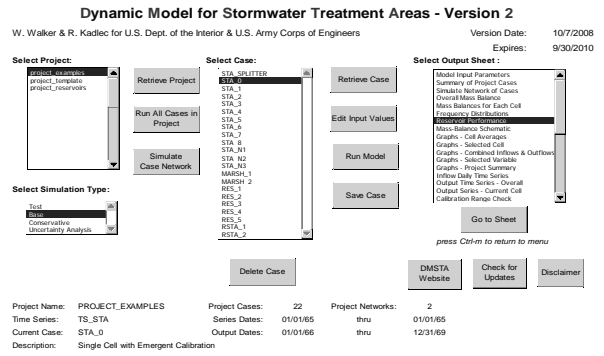 Dynamic Model for Stormwater Treatment Areas - Version 2
W. Walker & R. Kadlec for U.S. Dept. of the Interior & U.S. Army Corps of Engineers
Version Date: 10/7/2008
Expires: 9/30/2010
Select Project:
project_examples
project_template
project_reservoirs
Retrieve Project
Run All Cases in Project
Simulate Case Network
Select Simulation Type:
Test
Base
Conservative
Uncertainty Analysis
Select Case:
STA_SPLITTER
STA_0
STA_1
STA_2
STA_3
STA_4
STA_5
STA_6
STA_7
STA_8
STA_N1
STA_N2
STA_N3
MARSH_1
MARSH_2
RES_1
RES_2
RES_3
RES_4
RES_5
RSTA_1
RSTA_2
Retrieve Case
Edit Input Values
Run Model
Save Case
Delete Case
Select Output Sheet :
Model Input Parameters
Summary of Project Cases
Simulate Network of Cases
Overall Mass Balance
Mass Balances for Each Cell
Frequency Distributions
Reservoir Performance
Mass-Balance Schematic
Graphs - Cell Averages
Graphs - Selected Cell
Graphs - Combined Inflows & Outflows
Graphs - Selected Variable
Graphs - Project Summary
Inflow Daily Time Series
Output Time Series - Overall
Output Series - Current Cell
Calibration Range Check
Go to Sheet
press Ctrl-m to return to menu
DMSTA Website
Check for Updates
Disclaimer
Project Name: PROJECT_EXAMPLES Project Cases: 22 Project Networks: 2
Time Series: TS_STA Series Dates: 01/01/65 thru 01/01/65
Current Case: STA_0 Output Dates: 01/01/66 thru 12/31/69
Description: Single Cell with Emergent Calibration